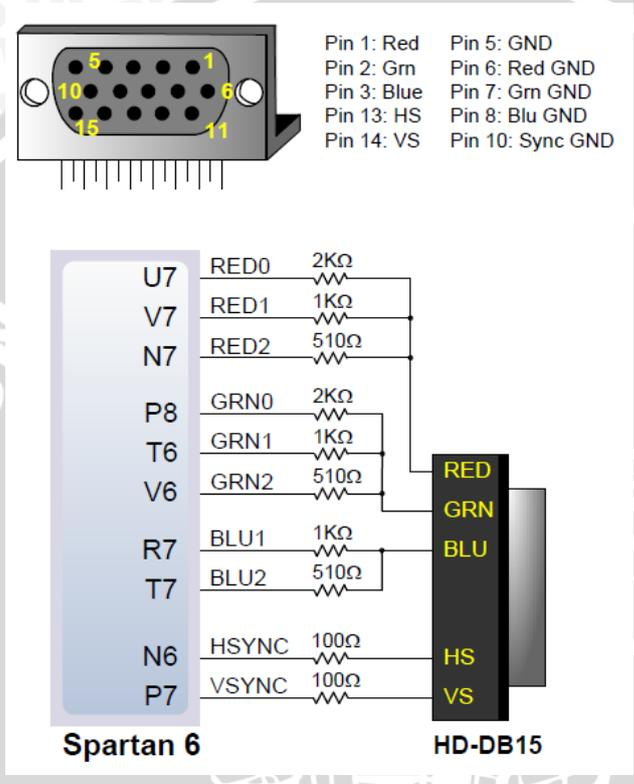 Pin 1: Red Pin 5: GND
Pin 2: Grn Pin 6: Red GND
Pin 3: Blue Pin 7: Grn GND
Pin 13: HS Pin 8: Blu GND
Pin 14: VS Pin 10: Sync GND
5 1
10 6
15 11
U7 RED0 2KΩ
V7 RED1 1KΩ
N7 RED2 510Ω
P8 GRN0 2KΩ
T6 GRN1 1KΩ
V6 GRN2 510Ω
R7 BLU1 1KΩ
T7 BLU2 510Ω
N6 HSYNC 100Ω
P7 VSYNC 100Ω
RED
GRN
BLU
HS
VS
Spartan 6 HD-DB15